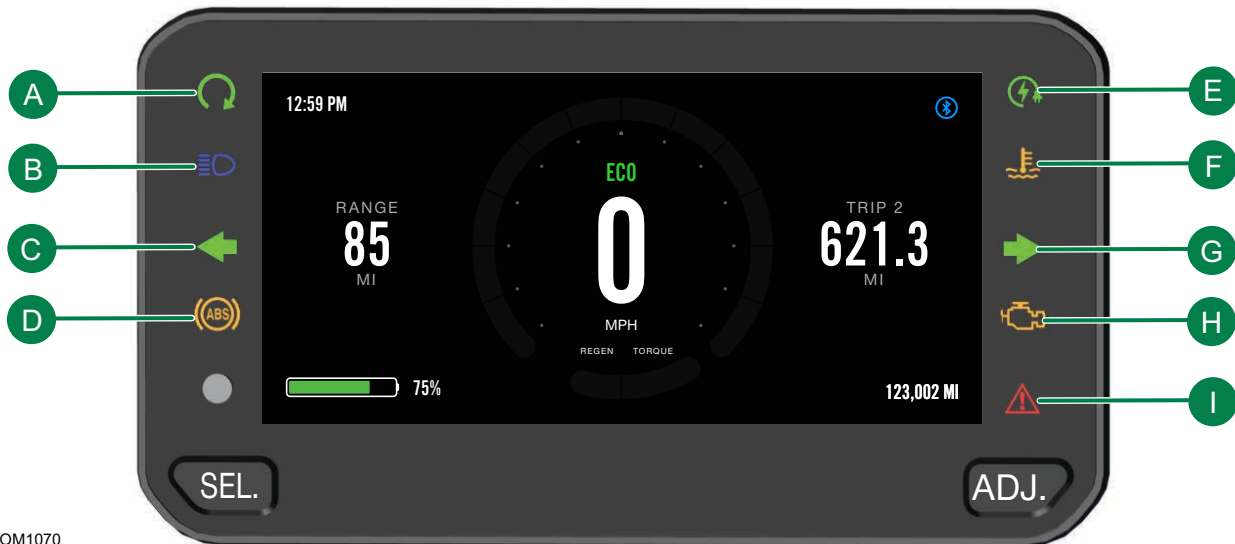 A
B
C
D
E
F
G
H
I
12:59 PM
ECO
RANGE
85
MI
0
MPH
TRIP 2
621.3
MI
REGEN TORQUE
(ABS)
75%
123,002 MI
SEL.
ADJ.
OM1070